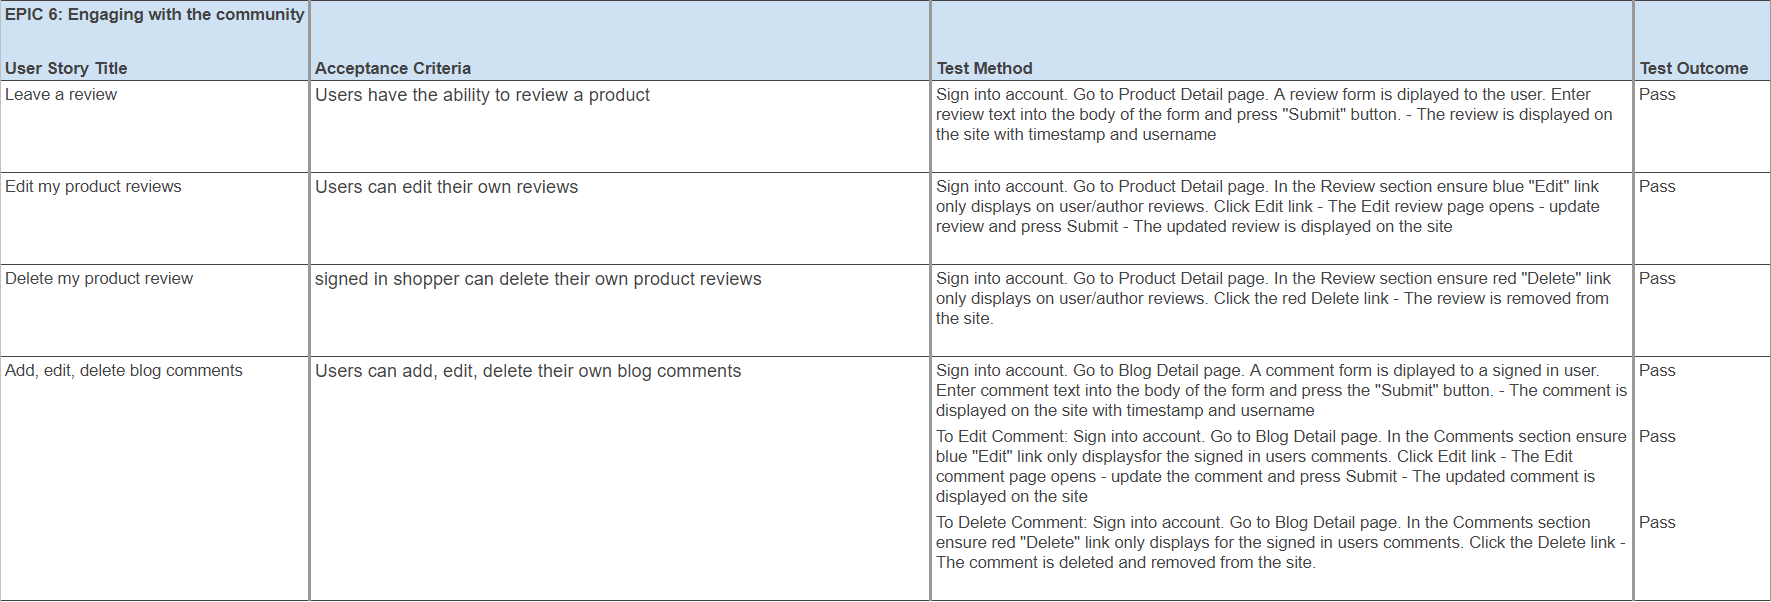 EPIC 6: Engaging with the community
User Story Title
Acceptance Criteria
Test Method
Test Outcome
Leave a review
Users have the ability to review a product
Sign into account. Go to Product Detail page. A review form is diplayed to the user. Enter
review text into the body of the form and press "Submit" button. - The review is displayed on
the site with timestamp and username
Pass
Edit my product reviews
Users can edit their own reviews
Sign into account. Go to Product Detail page. In the Review section ensure blue "Edit" link
only displays on user/author reviews. Click Edit link - The Edit review page opens - update
review and press Submit - The updated review is displayed on the site
Pass
Delete my product review
signed in shopper can delete their own product reviews
Sign into account. Go to Product Detail page. In the Review section ensure red "Delete" link
only displays on user/author reviews. Click the red Delete link - The review is removed from
the site.
Pass
Add, edit, delete blog comments
Users can add, edit, delete their own blog comments
Sign into account. Go to Blog Detail page. A comment form is diplayed to a signed in user.
Enter comment text into the body of the form and press the "Submit" button. - The comment is
displayed on the site with timestamp and username
Pass
To Edit Comment: Sign into account. Go to Blog Detail page. In the Comments section ensure
blue "Edit" link only displaysfor the signed in users comments. Click Edit link - The Edit
comment page opens - update the comment and press Submit - The updated comment is
displayed on the site
Pass
To Delete Comment: Sign into account. Go to Blog Detail page. In the Comments section
ensure red "Delete" link only displays for the signed in users comments. Click the Delete link -
The comment is deleted and removed from the site.
Pass